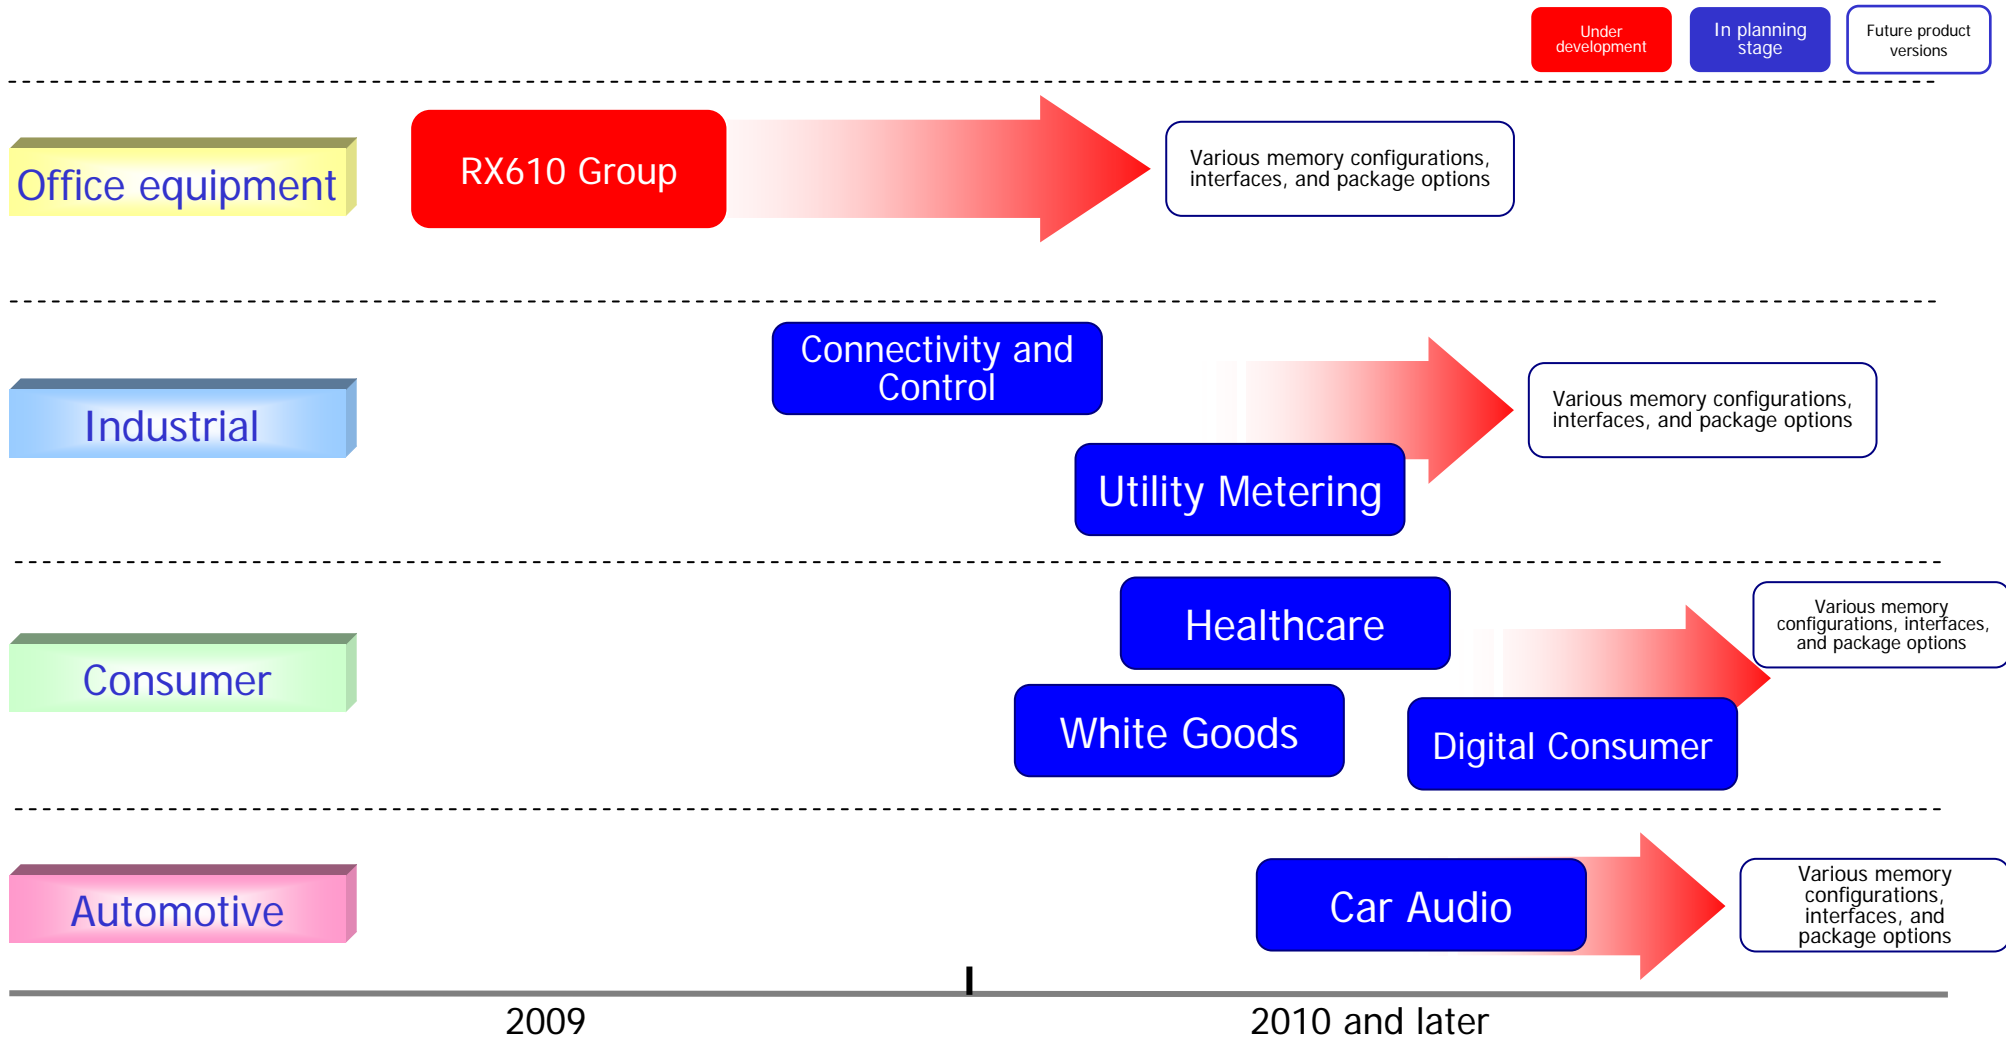 Under
development
In planning
stage
Future product
versions
Office equipment
RX610 Group
Various memory configurations,
interfaces, and package options
Industrial
Connectivity and
Control
Utility Metering
Various memory configurations,
interfaces, and package options
Consumer
Healthcare
White Goods
Digital Consumer
Various memory
configurations, interfaces,
and package options
Automotive
Car Audio
Various memory
configurations,
interfaces, and
package options
2009
2010 and later